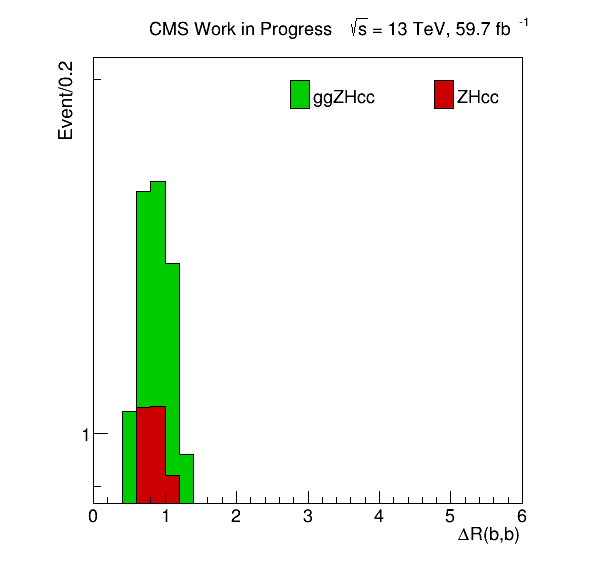 CMS Work in Progress √s = 13 TeV, 59.7 fb⁻¹
Event/0.2
ggZHcc ZHcc
1
0 1 2 3 4 5 6
ΔR(b,b)